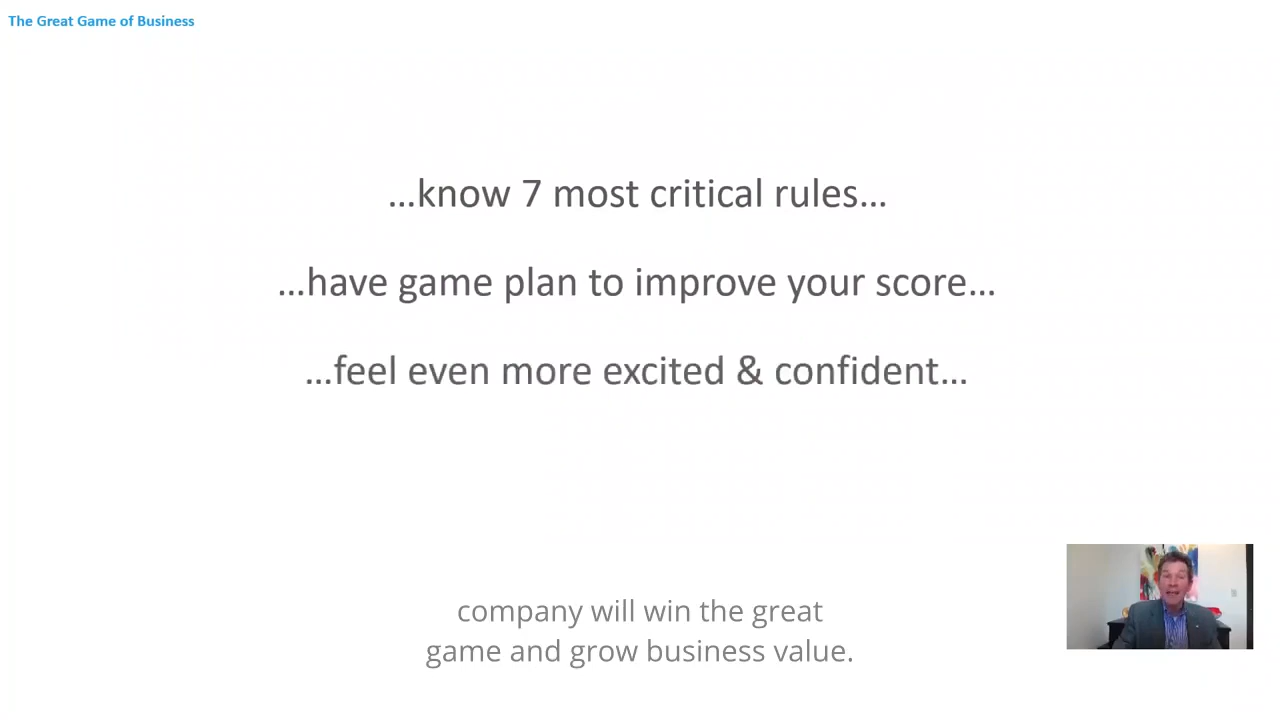 The Great Game of Business
...know 7 most critical rules...
...have game plan to improve your score...
...feel even more excited & confident...
company will win the great
game and grow business value.